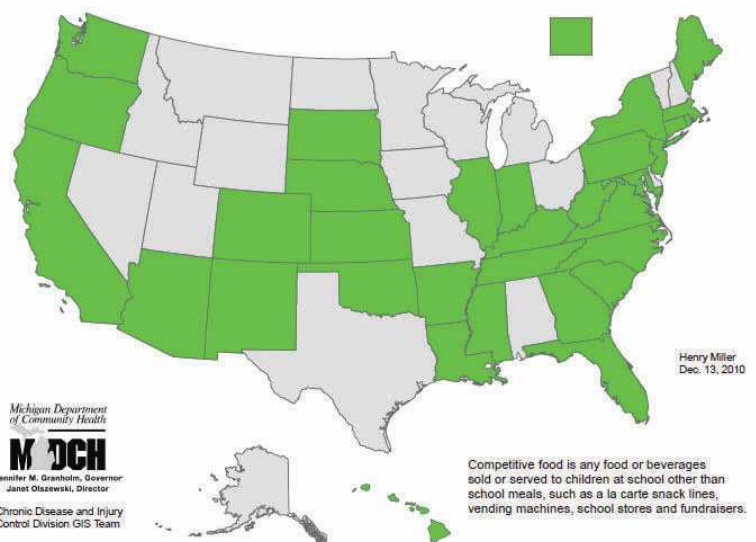 Henry Miller
Dec. 13, 2010
Michigan Department
of Community Health
MDCH
Jennifer M. Granholm, Governor
Janet Olszewski, Director
Chronic Disease and Injury
Control Division GIS Team
Competitive food is any food or beverages
sold or served to children at school other than
school meals, such as a la carte snack lines,
vending machines, school stores and fundraisers.